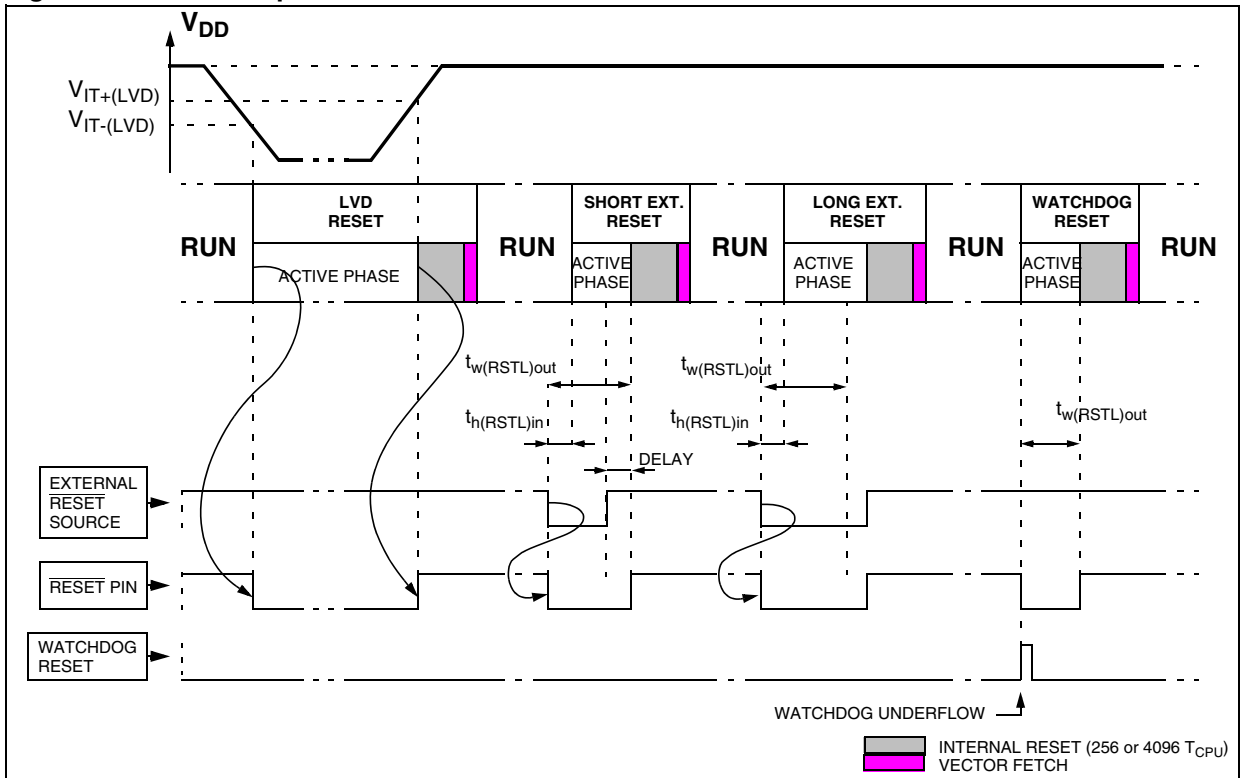 V_DD
V_IT+(LVD)
V_IT-(LVD)
LVD
RESET
SHORT EXT.
RESET
LONG EXT.
RESET
WATCHDOG
RESET
RUN
RUN
RUN
RUN
RUN
ACTIVE PHASE
ACTIVE
PHASE
ACTIVE
PHASE
ACTIVE
PHASE
t_w(RSTL)out
t_w(RSTL)out
t_w(RSTL)out
t_h(RSTL)in
t_h(RSTL)in
DELAY
EXTERNAL
RESET
SOURCE
RESET PIN
WATCHDOG
RESET
WATCHDOG UNDERFLOW
INTERNAL RESET (256 or 4096 T_CPU)
VECTOR FETCH